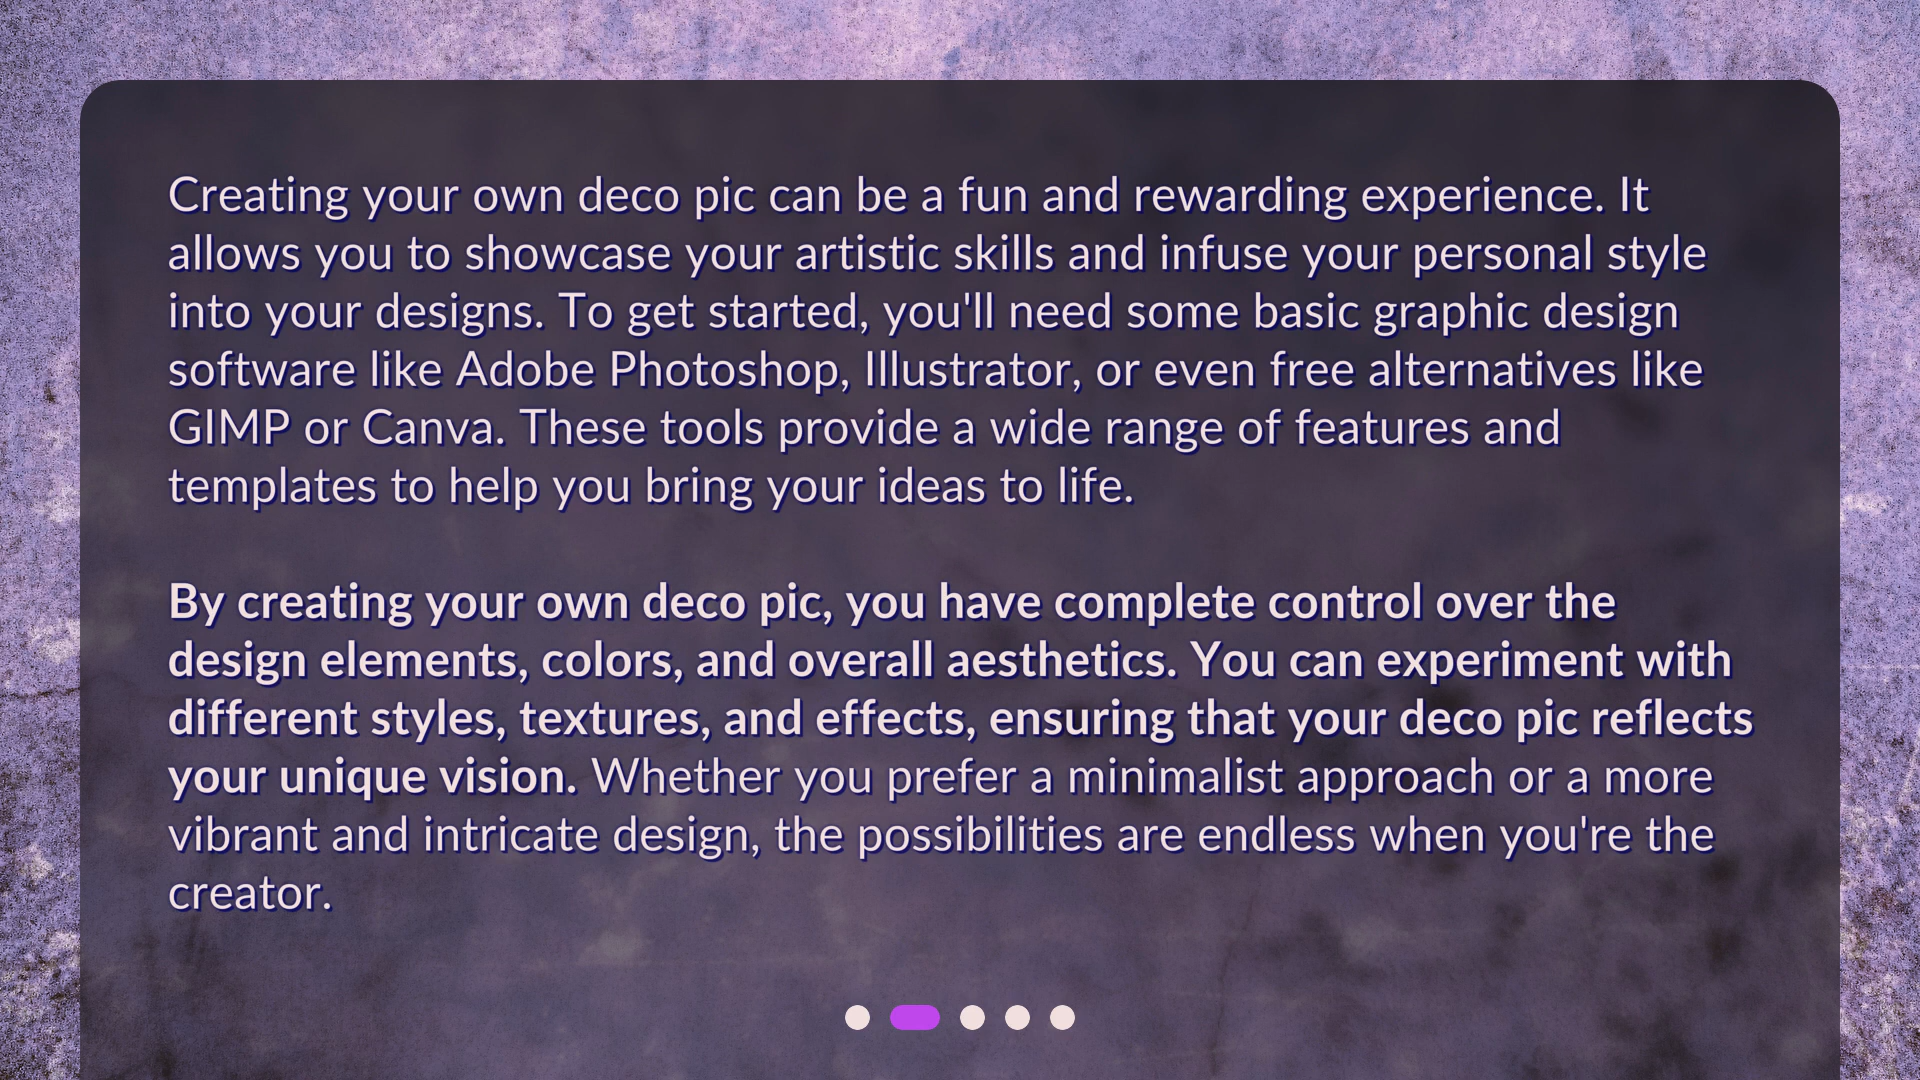 Creating your own deco pic can be a fun and rewarding experience. It
allows you to showcase your artistic skills and infuse your personal style
into your designs. To get started, you'll need some basic graphic design
software like Adobe Photoshop, Illustrator, or even free alternatives like
GIMP or Canva. These tools provide a wide range of features and
templates to help you bring your ideas to life.
By creating your own deco pic, you have complete control over the
design elements, colors, and overall aesthetics. You can experiment with
different styles, textures, and effects, ensuring that your deco pic reflects
your unique vision. Whether you prefer a minimalist approach or a more
vibrant and intricate design, the possibilities are endless when you're the
creator.